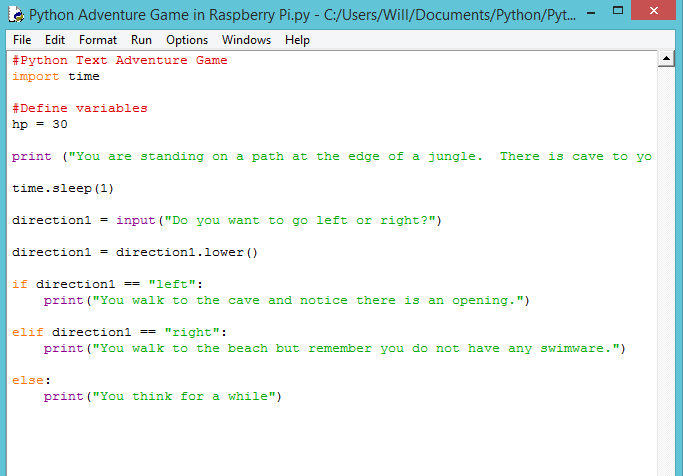 Python Adventure Game in Raspberry Pi.py - C:/Users/Will/Documents/Python/Pyt...
File Edit Format Run Options Windows Help
#Python Text Adventure Game
import time
#Define variables
hp = 30
print ("You are standing on a path at the edge of a jungle.  There is cave to yo
time.sleep(1)
direction1 = input("Do you want to go left or right?")
direction1 = direction1.lower()
if direction1 == "left":
    print("You walk to the cave and notice there is an opening.")
elif direction1 == "right":
    print("You walk to the beach but remember you do not have any swimware.")
else:
    print("You think for a while")